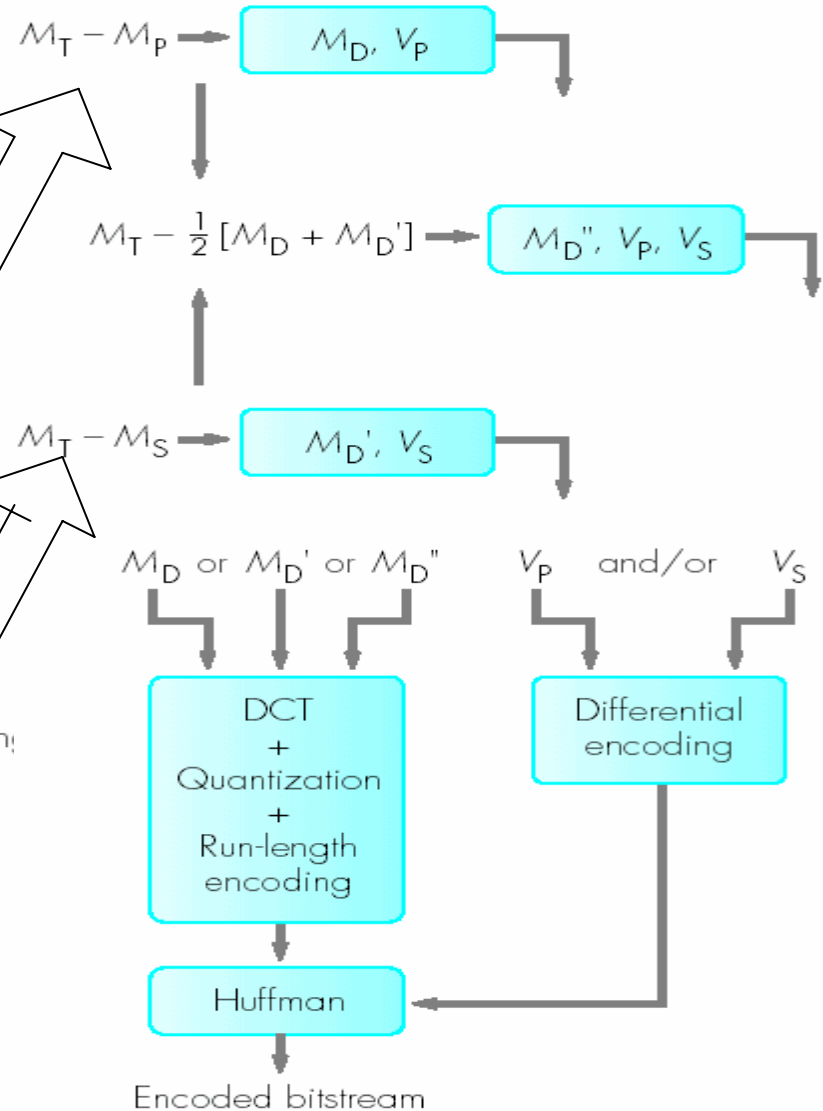 M_T – M_P
M_D, V_P
M_T – 1/2 [M_D + M_D']
M_D", V_P, V_S
M_T – M_S
M_D', V_S
M_D or M_D' or M_D"
V_P and/or V_S
DCT
+
Quantization
+
Run-length
encoding
Differential
encoding
Huffman
Encoded bitstream